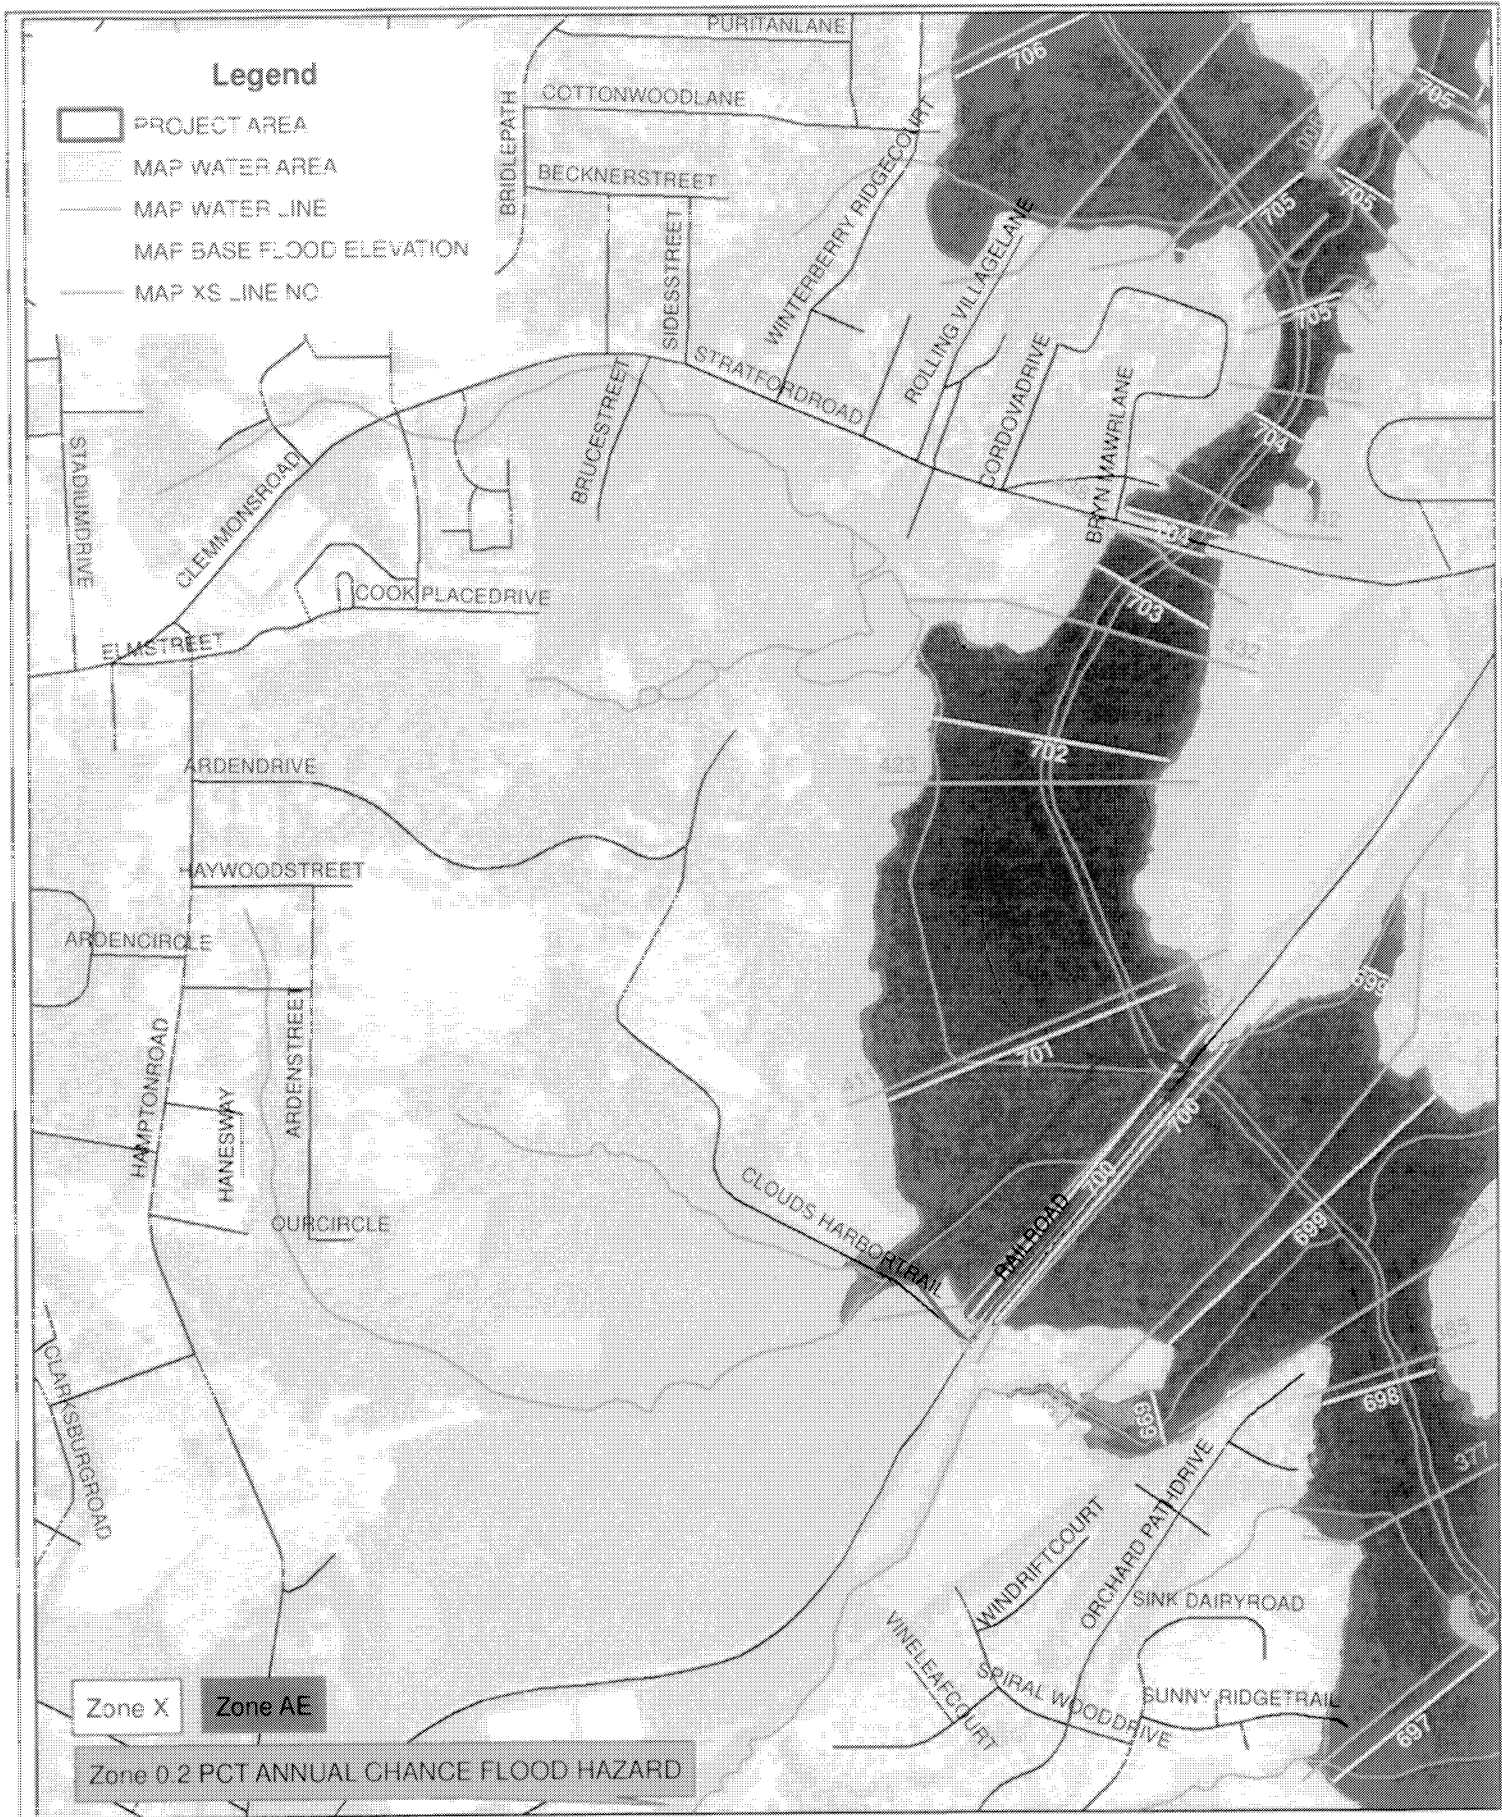 Legend
PROJECT AREA
MAP WATER AREA
MAP WATER LINE
MAP BASE FLOOD ELEVATION
MAP XS LINE NO
PURITANLANE
COTTONWOODLANE
BRIDLEPATH
BECKNERSTREET
SIDESSTREET
WINTERBERRY RIDGECOURT
ROLLING VILLAGELANE
706
705
705
705
705
STRATFORDROAD
BRUCESTREET
CORDOVADRIVE
BRYN MAWRLANE
704
704
STADIUMDRIVE
CLEMMONSROAD
COOK PLACEDRIVE
ELMSTREET
703
432
702
423
ARDENDRIVE
HAYWOODSTREET
ARDENCIRCLE
HAMPTONROAD
HANESWAY
ARDENSTREET
OURCIRCLE
699
701
700
700
CLOUDS HARBORTRAIL
RAILROAD
699
CLARKSBURGROAD
698
699
377
WINDRIFTCOURT
ORCHARD PATHDRIVE
SINK DAIRYROAD
VINELEAFCOURT
SPIRAL WOODDRIVE
SUNNY RIDGETRAIL
697
Zone X
Zone AE
Zone 0.2 PCT ANNUAL CHANCE FLOOD HAZARD